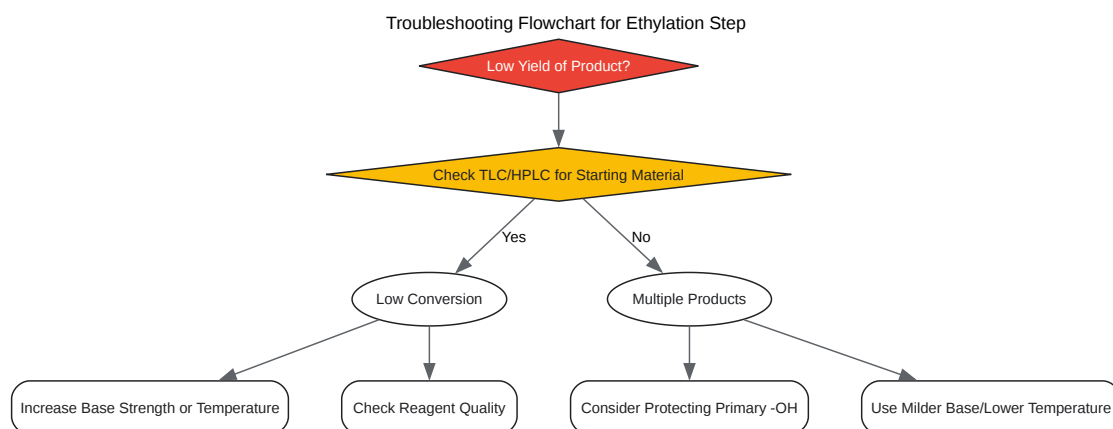 Troubleshooting Flowchart for Ethylation Step
Low Yield of Product?
Check TLC/HPLC for Starting Material
Yes
No
Low Conversion
Multiple Products
Increase Base Strength or Temperature
Check Reagent Quality
Consider Protecting Primary -OH
Use Milder Base/Lower Temperature